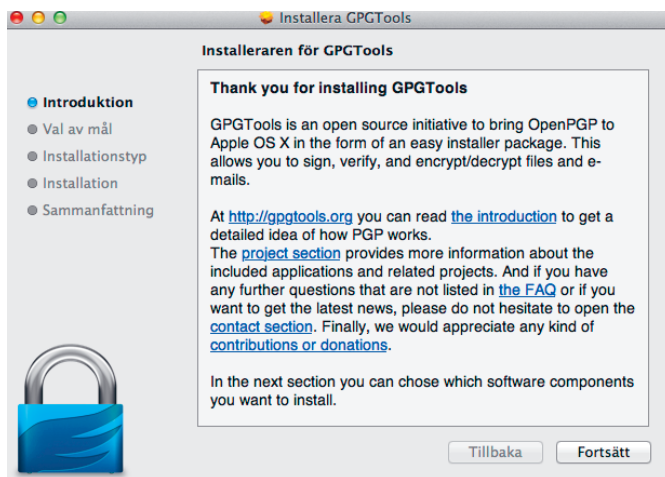 Installera GPGTools
Installeraren för GPGTools
Introduktion
Val av mål
Installationstyp
Installation
Sammanfattning
Thank you for installing GPGTools
GPGTools is an open source initiative to bring OpenPGP to
Apple OS X in the form of an easy installer package. This
allows you to sign, verify, and encrypt/decrypt files and e-
mails.
At http://gpgtools.org you can read the introduction to get a
detailed idea of how PGP works.
The project section provides more information about the
included applications and related projects. And if you have
any further questions that are not listed in the FAQ or if you
want to get the latest news, please do not hesitate to open the
contact section. Finally, we would appreciate any kind of
contributions or donations.
In the next section you can chose which software components
you want to install.
Tillbaka
Fortsätt